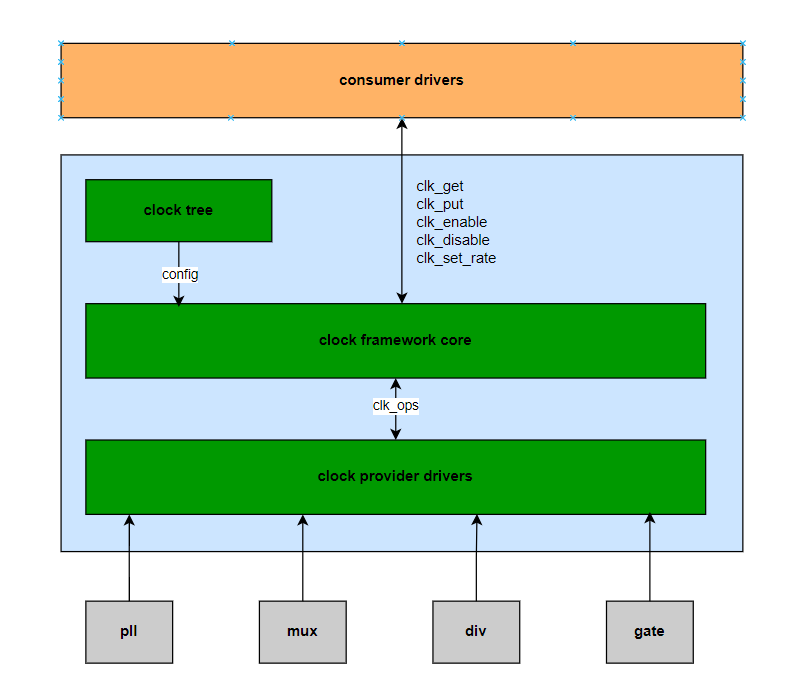 consumer drivers
clk_get
clk_put
clk_enable
clk_disable
clk_set_rate
clock tree
config
clock framework core
clk_ops
clock provider drivers
pll
mux
div
gate